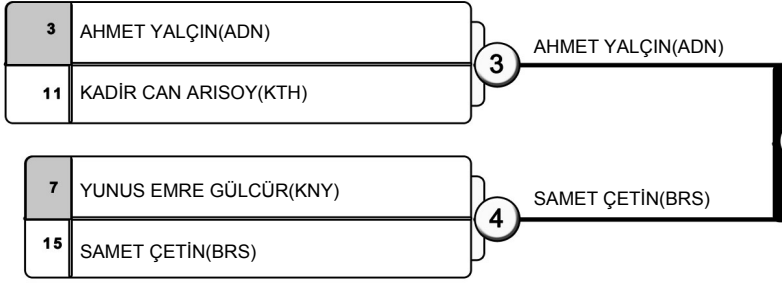 3 AHMET YALÇIN(ADN)
11 KADİR CAN ARISOY(KTH)
3
AHMET YALÇIN(ADN)
7 YUNUS EMRE GÜLCÜR(KNY)
15 SAMET ÇETİN(BRS)
4
SAMET ÇETİN(BRS)